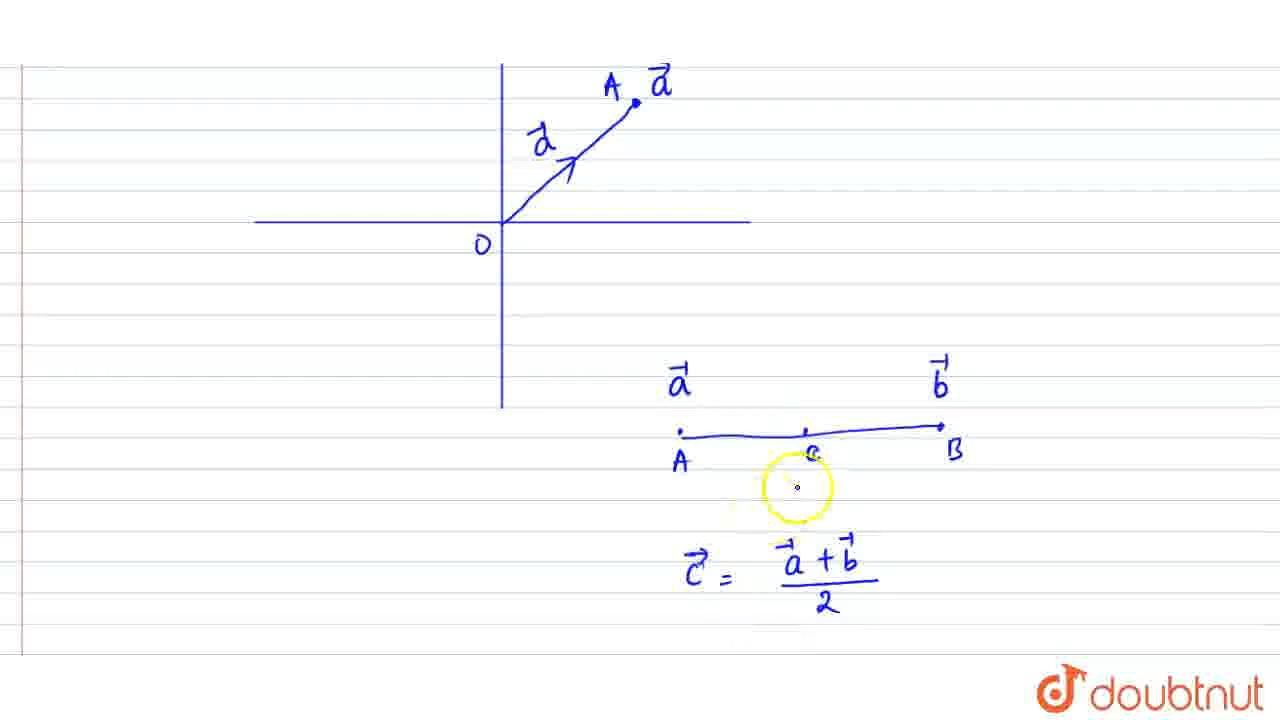 A a⃗
a⃗
O
a⃗ b⃗
A C B
c⃗ = (a⃗ + b⃗)/2
doubtnut